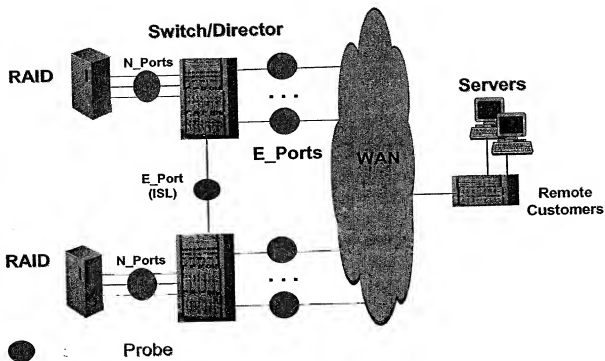 Switch/Director
RAID
N_Ports
Servers
E_Ports
WAN
E_Port
(ISL)
Remote
Customers
RAID
N_Ports
: Probe